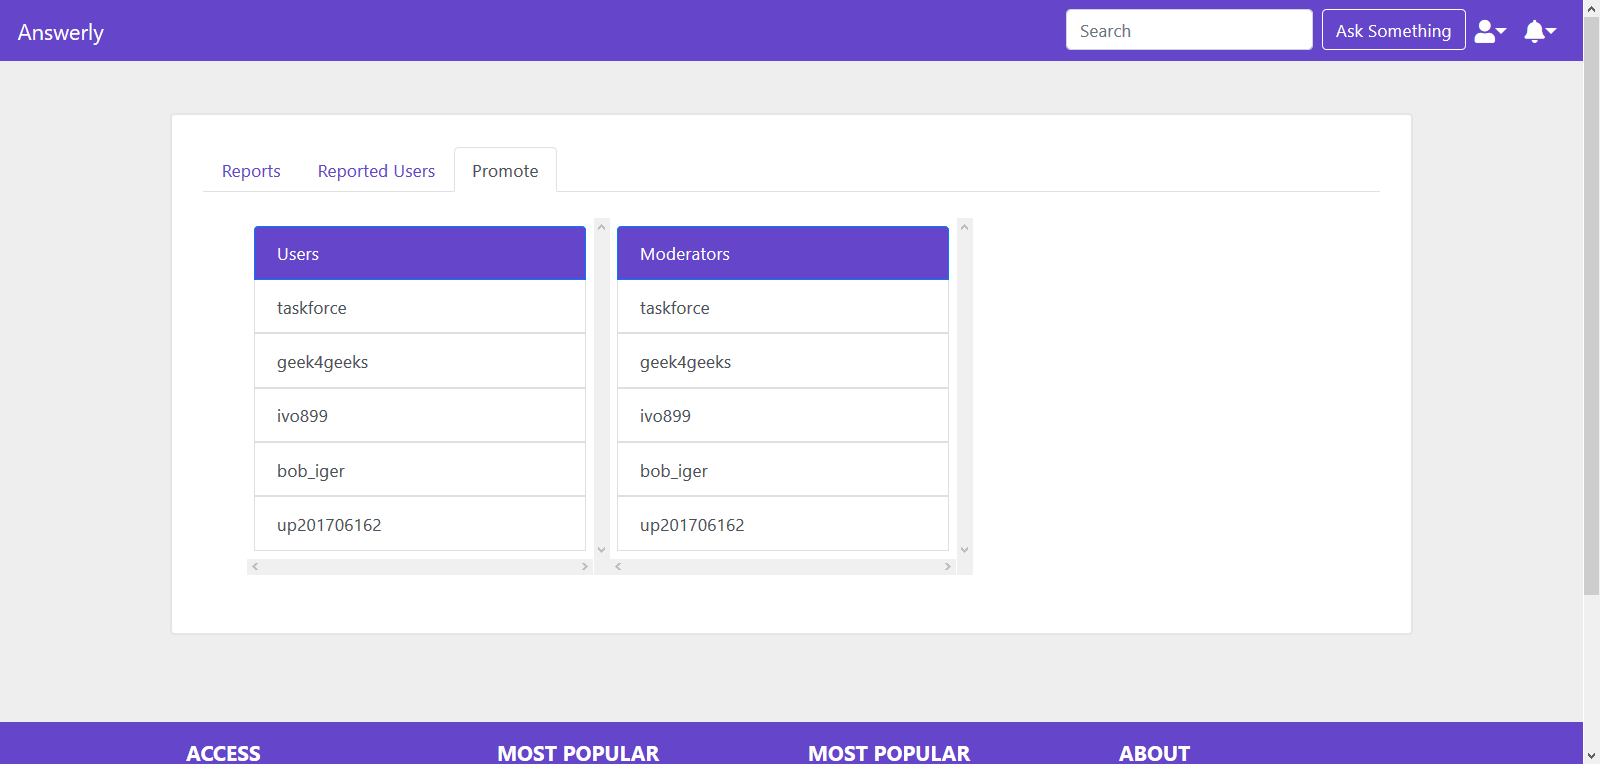 Answerly
Search
Ask Something
Reports
Reported Users
Promote
Users
taskforce
geek4geeks
ivo899
bob_iger
up201706162
Moderators
taskforce
geek4geeks
ivo899
bob_iger
up201706162
ACCESS
MOST POPULAR
MOST POPULAR
ABOUT